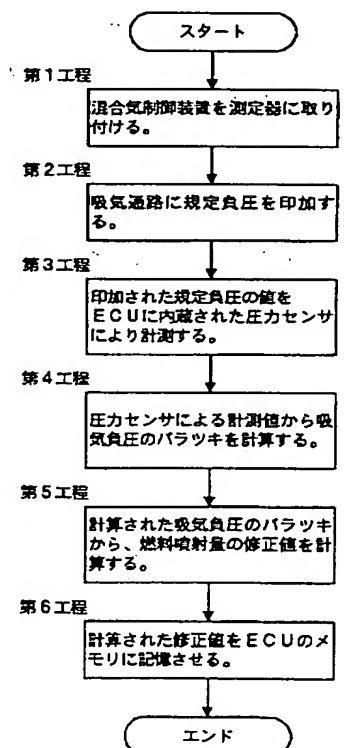 スタート
第1工程
混合気制御装置を測定器に取り
付ける。
第2工程
吸気通路に規定負圧を印加す
る。
第3工程
印加された規定負圧の値を
ECUに内蔵された圧力センサ
により計測する。
第4工程
圧力センサによる計測値から吸
気負圧のバラツキを計算する。
第5工程
計算された吸気負圧のバラツキ
から、燃料噴射量の修正値を計
算する。
第6工程
計算された修正値をECUのメ
モリに記憶させる。
エンド